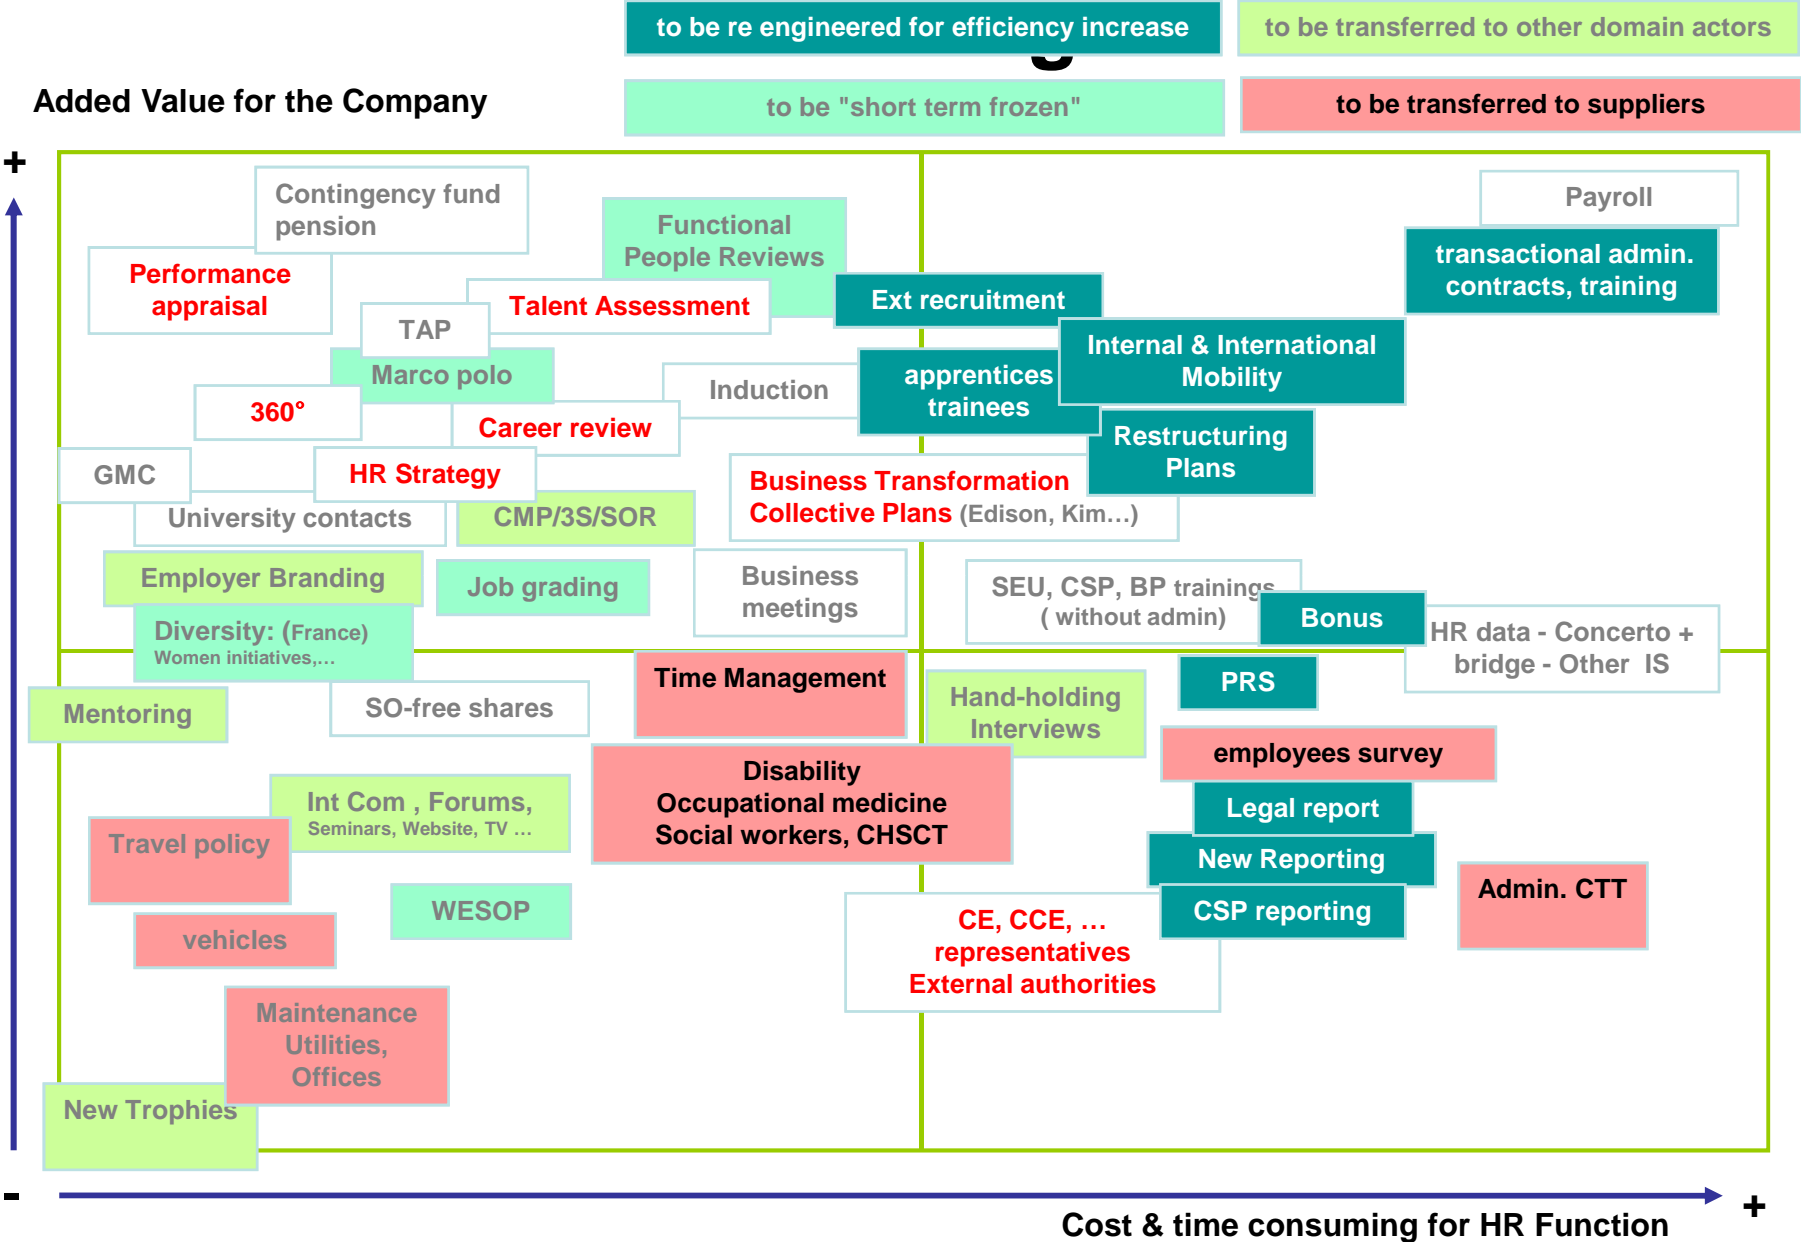 to be re engineered for efficiency increase
to be transferred to other domain actors
Added Value for the Company
to be "short term frozen"
to be transferred to suppliers
+
Contingency fund
pension
Payroll
Functional
People Reviews
Performance
appraisal
transactional admin.
contracts, training
Talent Assessment
Ext recruitment
TAP
Internal & International
Mobility
Marco polo
Induction
apprentices
trainees
360°
Career review
Restructuring
Plans
GMC
HR Strategy
Business Transformation
Collective Plans (Edison, Kim…)
University contacts
CMP/3S/SOR
Employer Branding
Job grading
Business
meetings
SEU, CSP, BP trainings
( without admin)
Bonus
Diversity: (France)
Women initiatives,…
HR data - Concerto +
bridge - Other IS
Time Management
PRS
Mentoring
SO-free shares
Hand-holding
Interviews
employees survey
Disability
Occupational medicine
Social workers, CHSCT
Int Com , Forums,
Seminars, Website, TV …
Legal report
Travel policy
New Reporting
Admin. CTT
WESOP
CSP reporting
vehicles
CE, CCE, …
representatives
External authorities
Maintenance
Utilities,
Offices
New Trophies
-
+
Cost & time consuming for HR Function